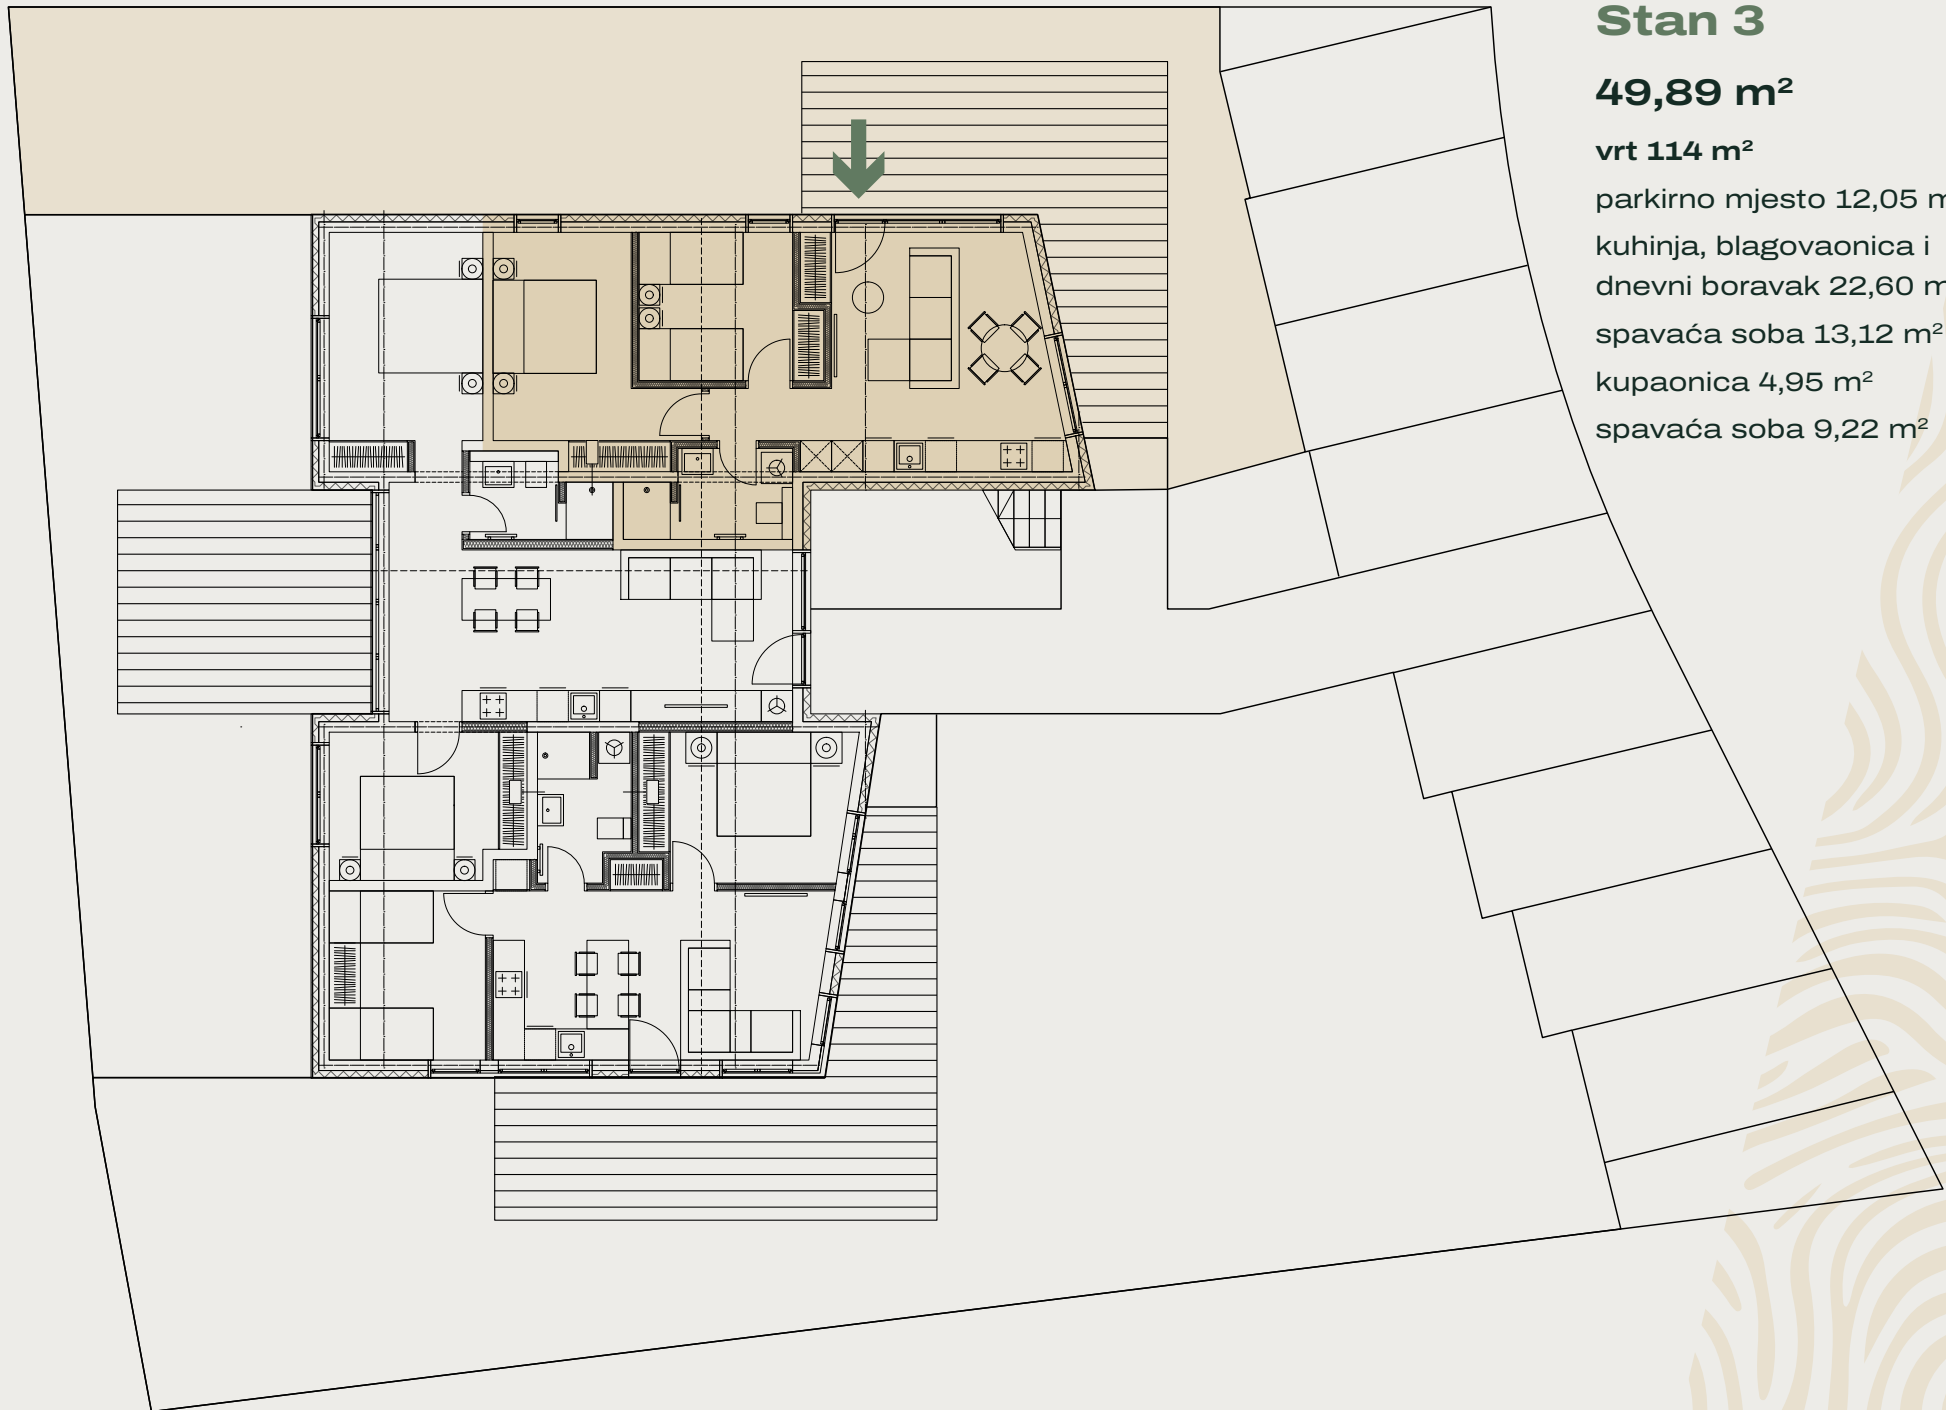 Stan 3
49,89 m²
vrt 114 m²
parkirno mjesto 12,05 m
kuhinja, blagovaonica i
dnevni boravak 22,60 m
spavaća soba 13,12 m²
kupaonica 4,95 m²
spavaća soba 9,22 m²